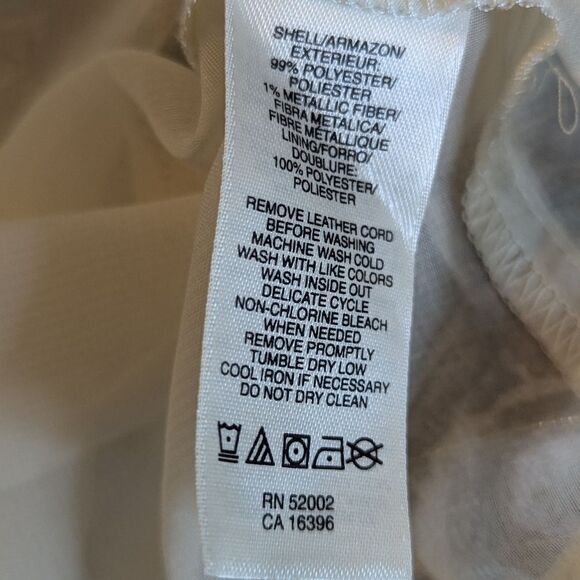 SHELL/ARMAZON/
EXTERIEUR:
99% POLYESTER/
POLIESTER
1% METALLIC FIBER/
FIBRA METALICA/
FIBRE METALLIQUE
LINING/FORRO/
DOUBLURE:
100% POLYESTER/
POLIESTER
REMOVE LEATHER CORD
BEFORE WASHING
MACHINE WASH COLD
WASH WITH LIKE COLORS
WASH INSIDE OUT
DELICATE CYCLE
NON-CHLORINE BLEACH
WHEN NEEDED
REMOVE PROMPTLY
TUMBLE DRY LOW
COOL IRON IF NECESSARY
DO NOT DRY CLEAN
RN 52002
CA 16396